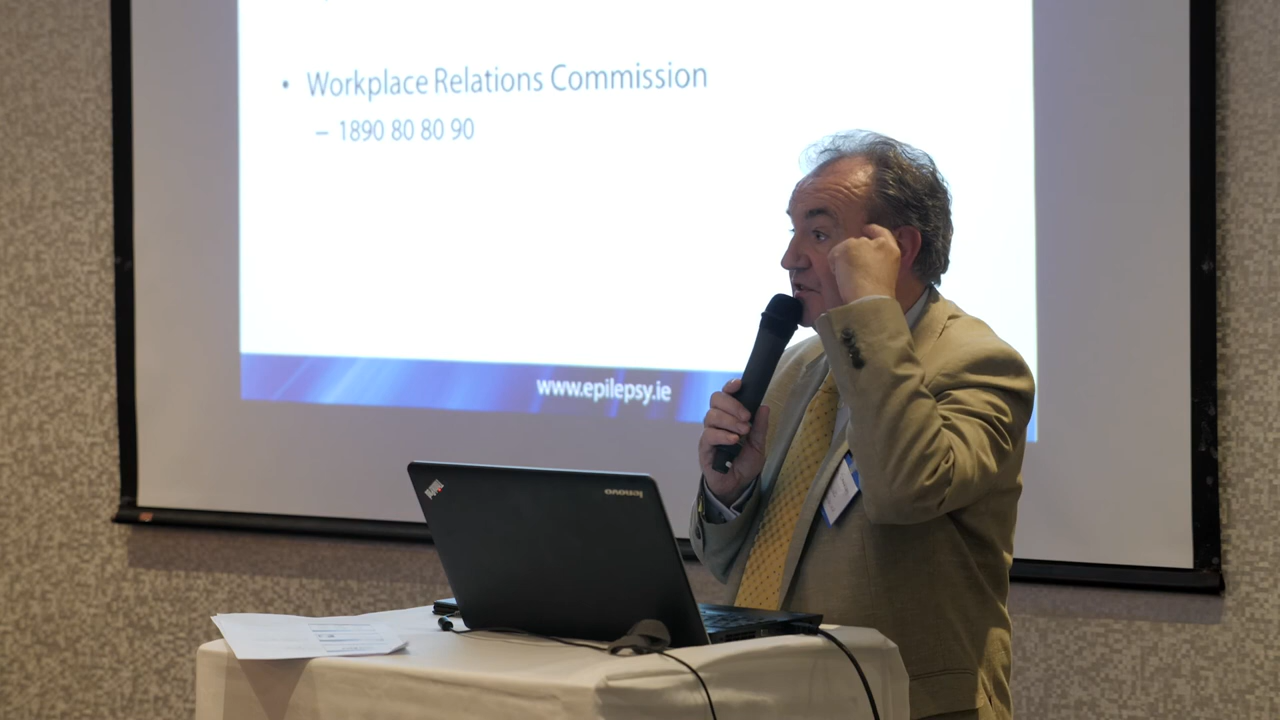 • Workplace Relations Commission
– 1890 80 80 90
www.epilepsy.ie
lenovo